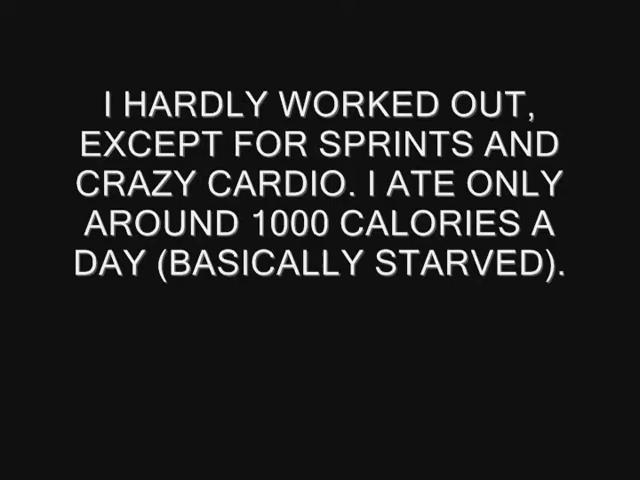 I HARDLY WORKED OUT,
EXCEPT FOR SPRINTS AND
CRAZY CARDIO. I ATE ONLY
AROUND 1000 CALORIES A
DAY (BASICALLY STARVED).